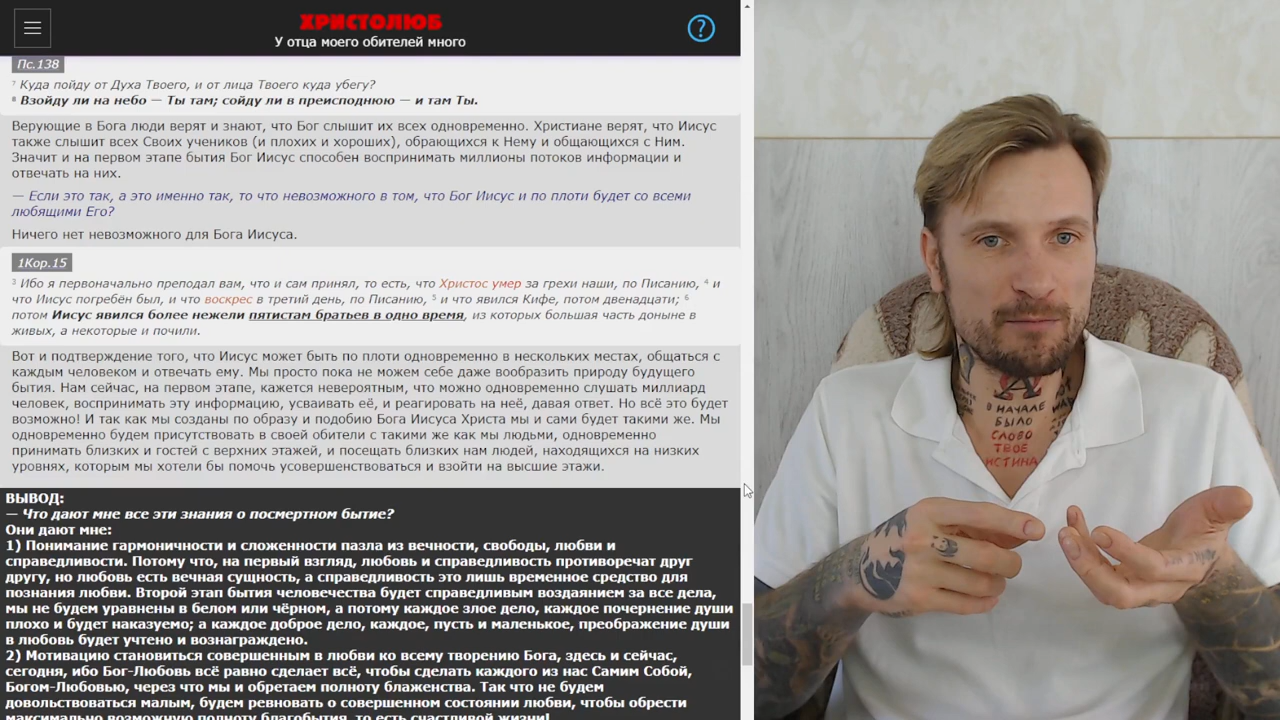 ХРИСТОЛЮБ
У отца моего обителей много
?
Пс.138
⁷ Куда пойду от Духа Твоего, и от лица Твоего куда убегу?
⁸ Взойду ли на небо — Ты там; сойду ли в преисподнюю — и там Ты.
Верующие в Бога люди верят и знают, что Бог слышит их всех одновременно. Христиане верят, что Иисус
также слышит всех Своих учеников (и плохих и хороших), обрающихся к Нему и общающихся с Ним.
Значит и на первом этапе бытия Бог Иисус способен воспринимать миллионы потоков информации и
отвечать на них.
— Если это так, а это именно так, то что невозможного в том, что Бог Иисус и по плоти будет со всеми
любящими Его?
Ничего нет невозможного для Бога Иисуса.
1Кор.15
³ Ибо я первоначально преподал вам, что и сам принял, то есть, что Христос умер за грехи наши, по Писанию, ⁴ и
что Иисус погребён был, и что воскрес в третий день, по Писанию, ⁵ и что явился Кифе, потом двенадцати; ⁶
потом Иисус явился более нежели пятистам братьев в одно время, из которых большая часть доныне в
живых, а некоторые и почили.
Вот и подтверждение того, что Иисус может быть по плоти одновременно в нескольких местах, общаться с
каждым человеком и отвечать ему. Мы просто пока не можем себе даже вообразить природу будущего
бытия. Нам сейчас, на первом этапе, кажется невероятным, что можно одновременно слушать миллиард
человек, воспринимать эту информацию, усваивать её, и реагировать на неё, давая ответ. Но всё это будет
возможно! И так как мы созданы по образу и подобию Бога Иисуса Христа мы и сами будет такими же. Мы
одновременно будем присутствовать в своей обители с такими же как мы людьми, одновременно
принимать близких и гостей с верхних этажей, и посещать близких нам людей, находящихся на низких
уровнях, которым мы хотели бы помочь усовершенствоваться и взойти на высшие этажи.
ВЫВОД:
— Что дают мне все эти знания о посмертном бытие?
Они дают мне:
1) Понимание гармоничности и сложенности пазла из вечности, свободы, любви и
справедливости. Потому что, на первый взгляд, любовь и справедливость противоречат друг
другу, но любовь есть вечная сущность, а справедливость это лишь временное средство для
познания любви. Второй этап бытия человечества будет справедливым воздаянием за все дела,
мы не будем уравнены в белом или чёрном, а потому каждое злое дело, каждое почернение души
плохо и будет наказуемо; а каждое доброе дело, каждое, пусть и маленькое, преображение души
в любовь будет учтено и вознаграждено.
2) Мотивацию становиться совершенным в любви ко всему творению Бога, здесь и сейчас,
сегодня, ибо Бог-Любовь всё равно сделает всё, чтобы сделать каждого из нас Самим Собой,
Богом-Любовью, через что мы и обретаем полноту блаженства. Так что не будем
довольствоваться малым, будем ревновать о совершенном состоянии любви, чтобы обрести
максимально возможную полноту благобытия, то есть счастливой жизни!
В НАЧАЛЕ
БЫЛО
СЛОВО
ТВОЁ
ИСТИНА